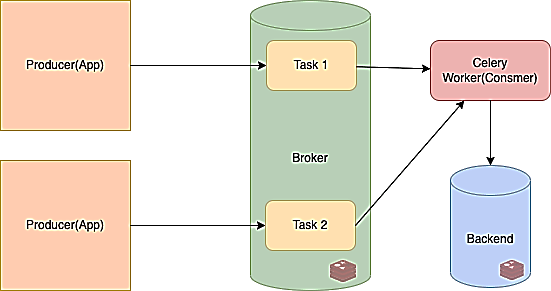 Producer(App)
Task 1
Celery
Worker(Consmer)
Broker
Producer(App)
Task 2
Backend